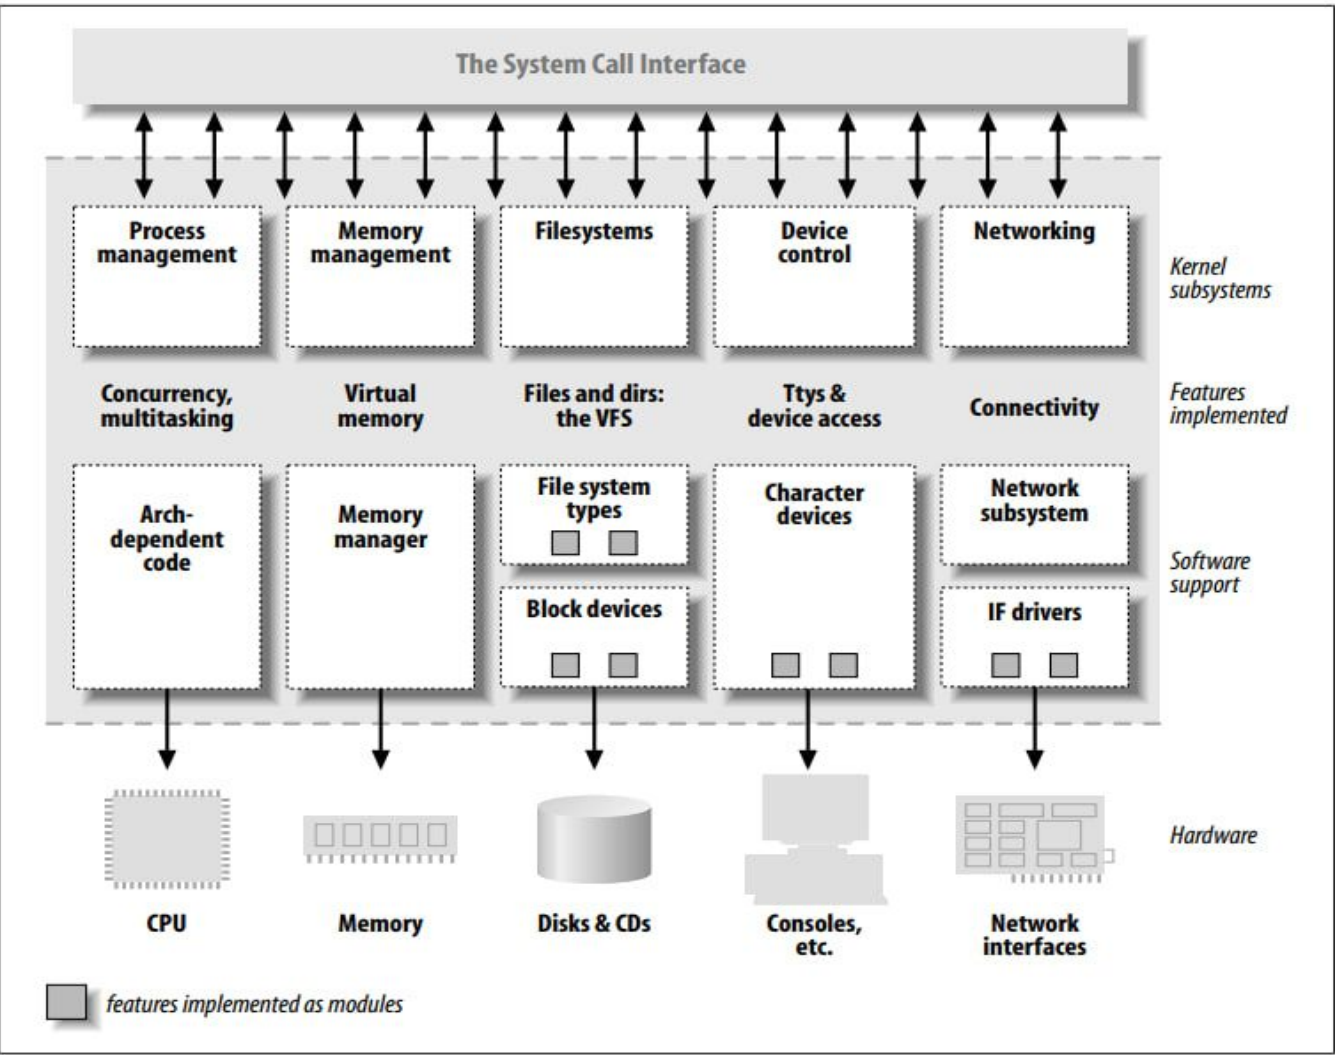 The System Call Interface
Process
management
Memory
management
Filesystems
Device
control
Networking
Kernel
subsystems
Concurrency,
multitasking
Virtual
memory
Files and dirs:
the VFS
Ttys &
device access
Connectivity
Features
implemented
Arch-
dependent
code
Memory
manager
File system
types
Block devices
Character
devices
Network
subsystem
IF drivers
Software
support
CPU
Memory
Disks & CDs
Consoles,
etc.
Network
interfaces
Hardware
features implemented as modules